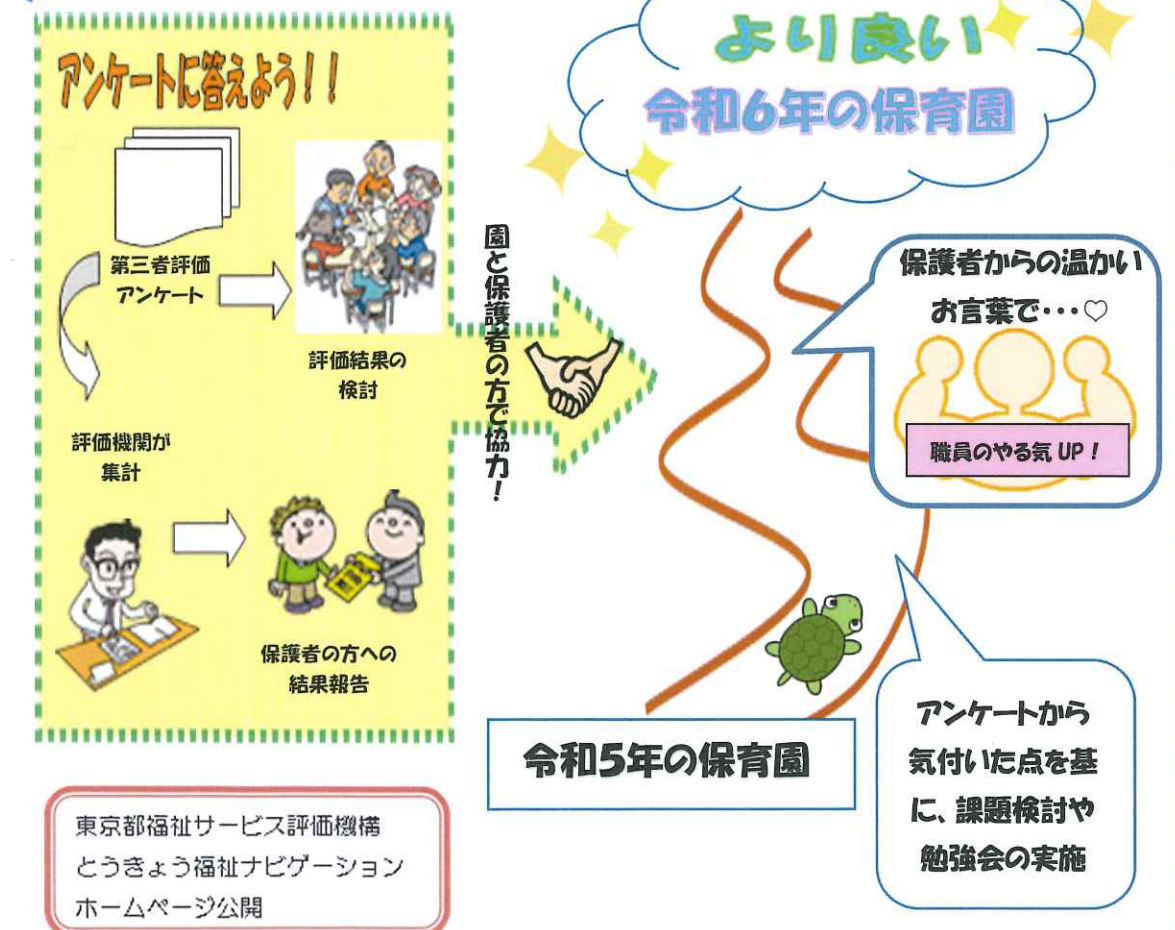 アンケートに答えよう！！
第三者評価
アンケート
評価結果の
検討
評価機関が
集計
保護者の方への
結果報告
園と保護者の方で協力！
より良い
令和6年の保育園
保護者からの温かい
お言葉で・・・♡
職員のやる気 UP！
アンケートから
気付いた点を基
に、課題検討や
勉強会の実施
令和5年の保育園
東京都福祉サービス評価機構
とうきょう福祉ナビゲーション
ホームページ公開